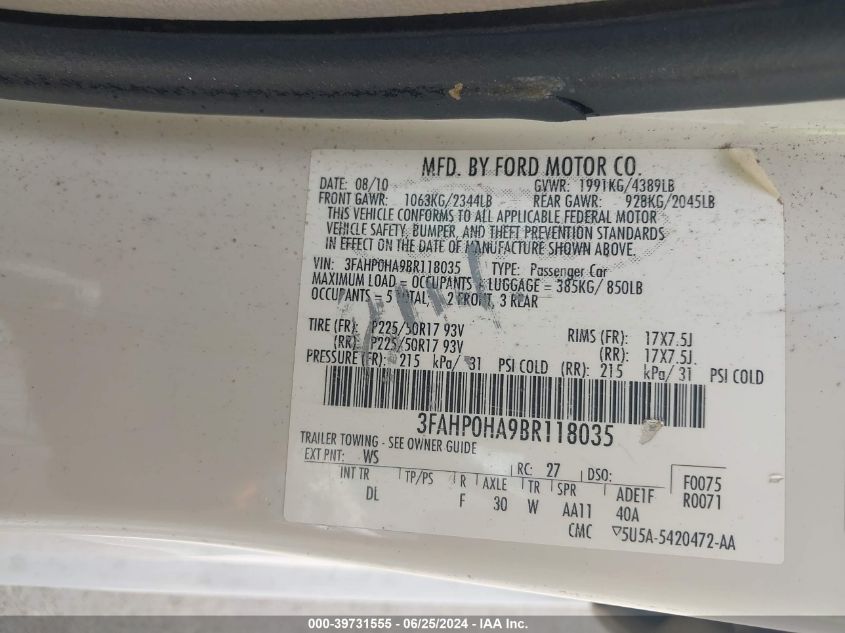 MFD. BY FORD MOTOR CO.
DATE: 08/10 GVWR: 1991KG/4389LB
FRONT GAWR: 1063KG/2344LB REAR GAWR: 928KG/2045LB
THIS VEHICLE CONFORMS TO ALL APPLICABLE FEDERAL MOTOR
VEHICLE SAFETY, BUMPER, AND THEFT PREVENTION STANDARDS
IN EFFECT ON THE DATE OF MANUFACTURE SHOWN ABOVE.
VIN: 3FAHP0HA9BR118035 TYPE: Passenger Car
MAXIMUM LOAD = OCCUPANTS + LUGGAGE = 385KG/ 850LB
OCCUPANTS = 5 TOTAL, 2 FRONT, 3 REAR
TIRE (FR): P225/50R17 93V RIMS (FR): 17X7.5J
(RR): P225/50R17 93V (RR): 17X7.5J.
PRESSURE (FR): 215 kPa/ 31 PSI COLD (RR): 215 kPa/ 31 PSI COLD
3FAHP0HA9BR118035
TRAILER TOWING - SEE OWNER GUIDE
EXT PNT: WS RC: 27 DSO: F0075
INT TR TP/PS R AXLE TR SPR ADE1F R0071
DL F 30 W AA11 40A
CMC ▽5U5A-5420472-AA
000-39731555 - 06/25/2024 - IAA Inc.